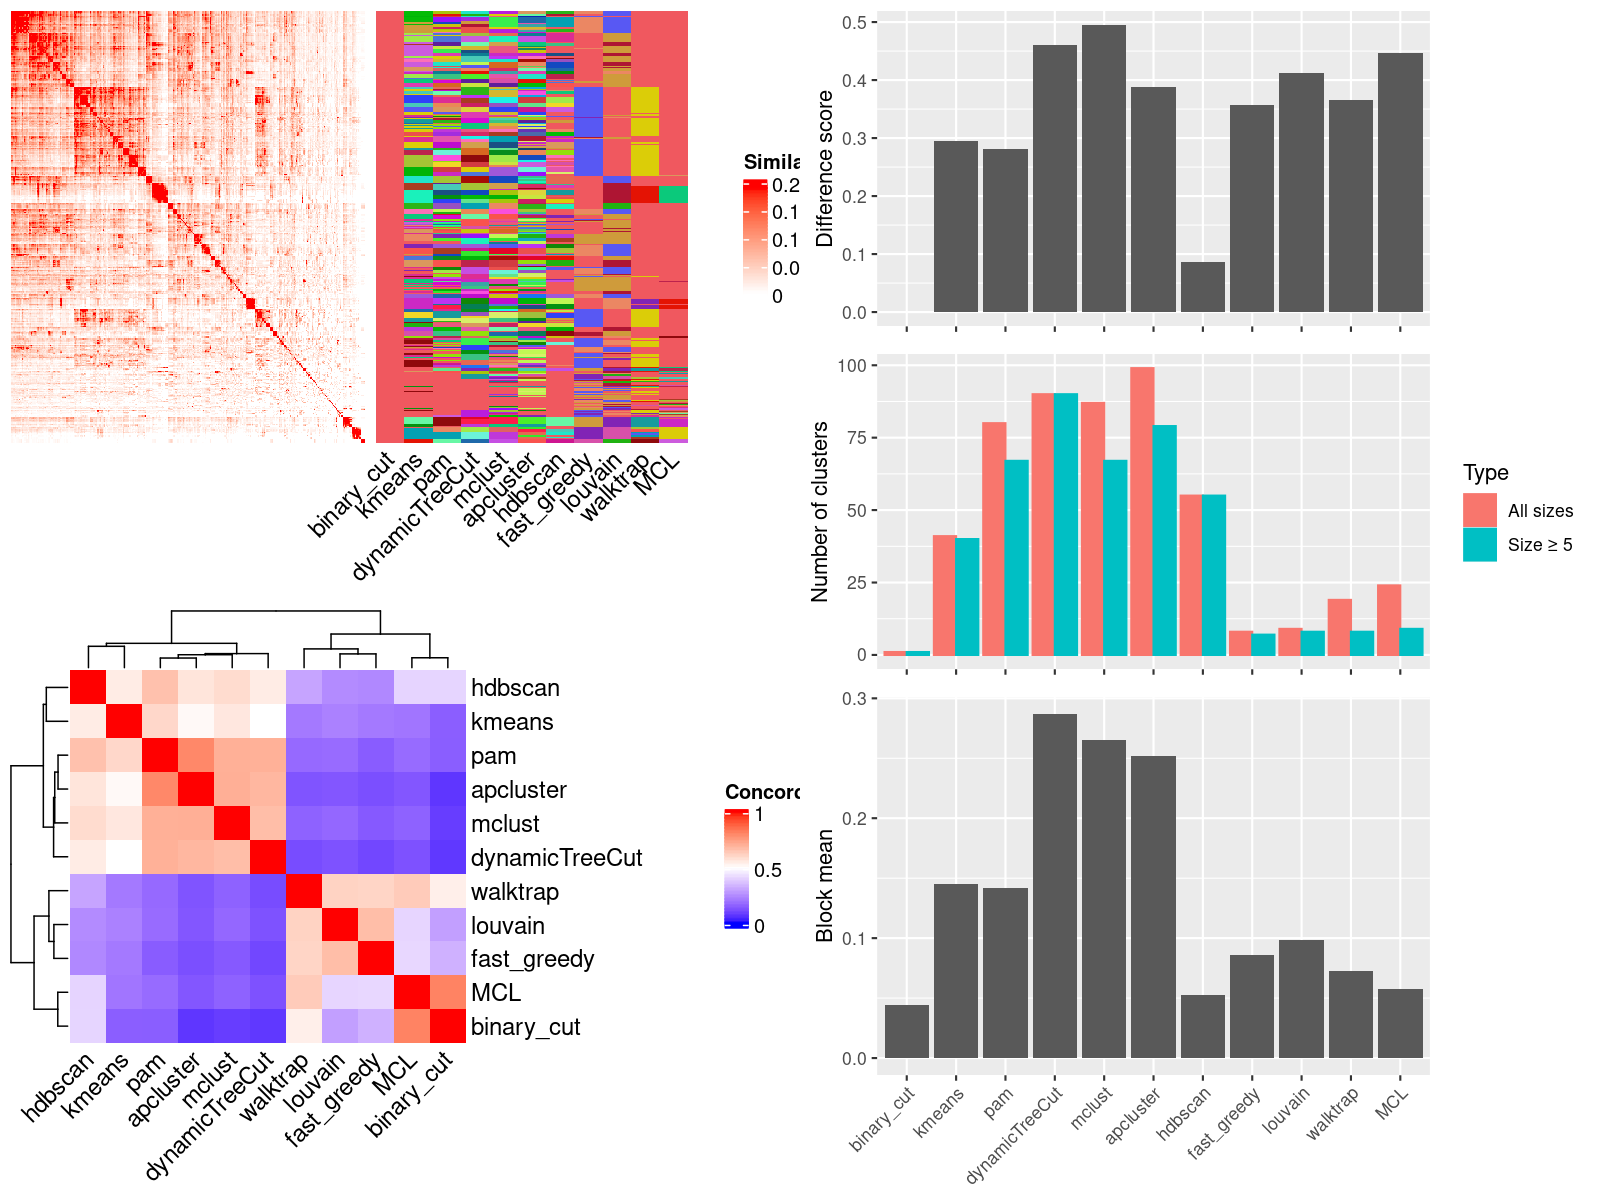 Simila
0.2
0.1
0.1
0.0
0
binary_cut
kmeans
pam
dynamicTreeCut
mclust
apcluster
hdbscan
fast_greedy
louvain
walktrap
MCL
hdbscan
kmeans
pam
apcluster
mclust
dynamicTreeCut
walktrap
louvain
fast_greedy
MCL
binary_cut
hdbscan
kmeans
pam
apcluster
mclust
dynamicTreeCut
walktrap
louvain
fast_greedy
MCL
binary_cut
Concord
1
0.5
0
Difference score
0.5
0.4
0.3
0.2
0.1
0.0
Number of clusters
100
75
50
25
0
Type
All sizes
Size ≥ 5
Block mean
0.3
0.2
0.1
0.0
binary_cut
kmeans
pam
dynamicTreeCut
mclust
apcluster
hdbscan
fast_greedy
louvain
walktrap
MCL